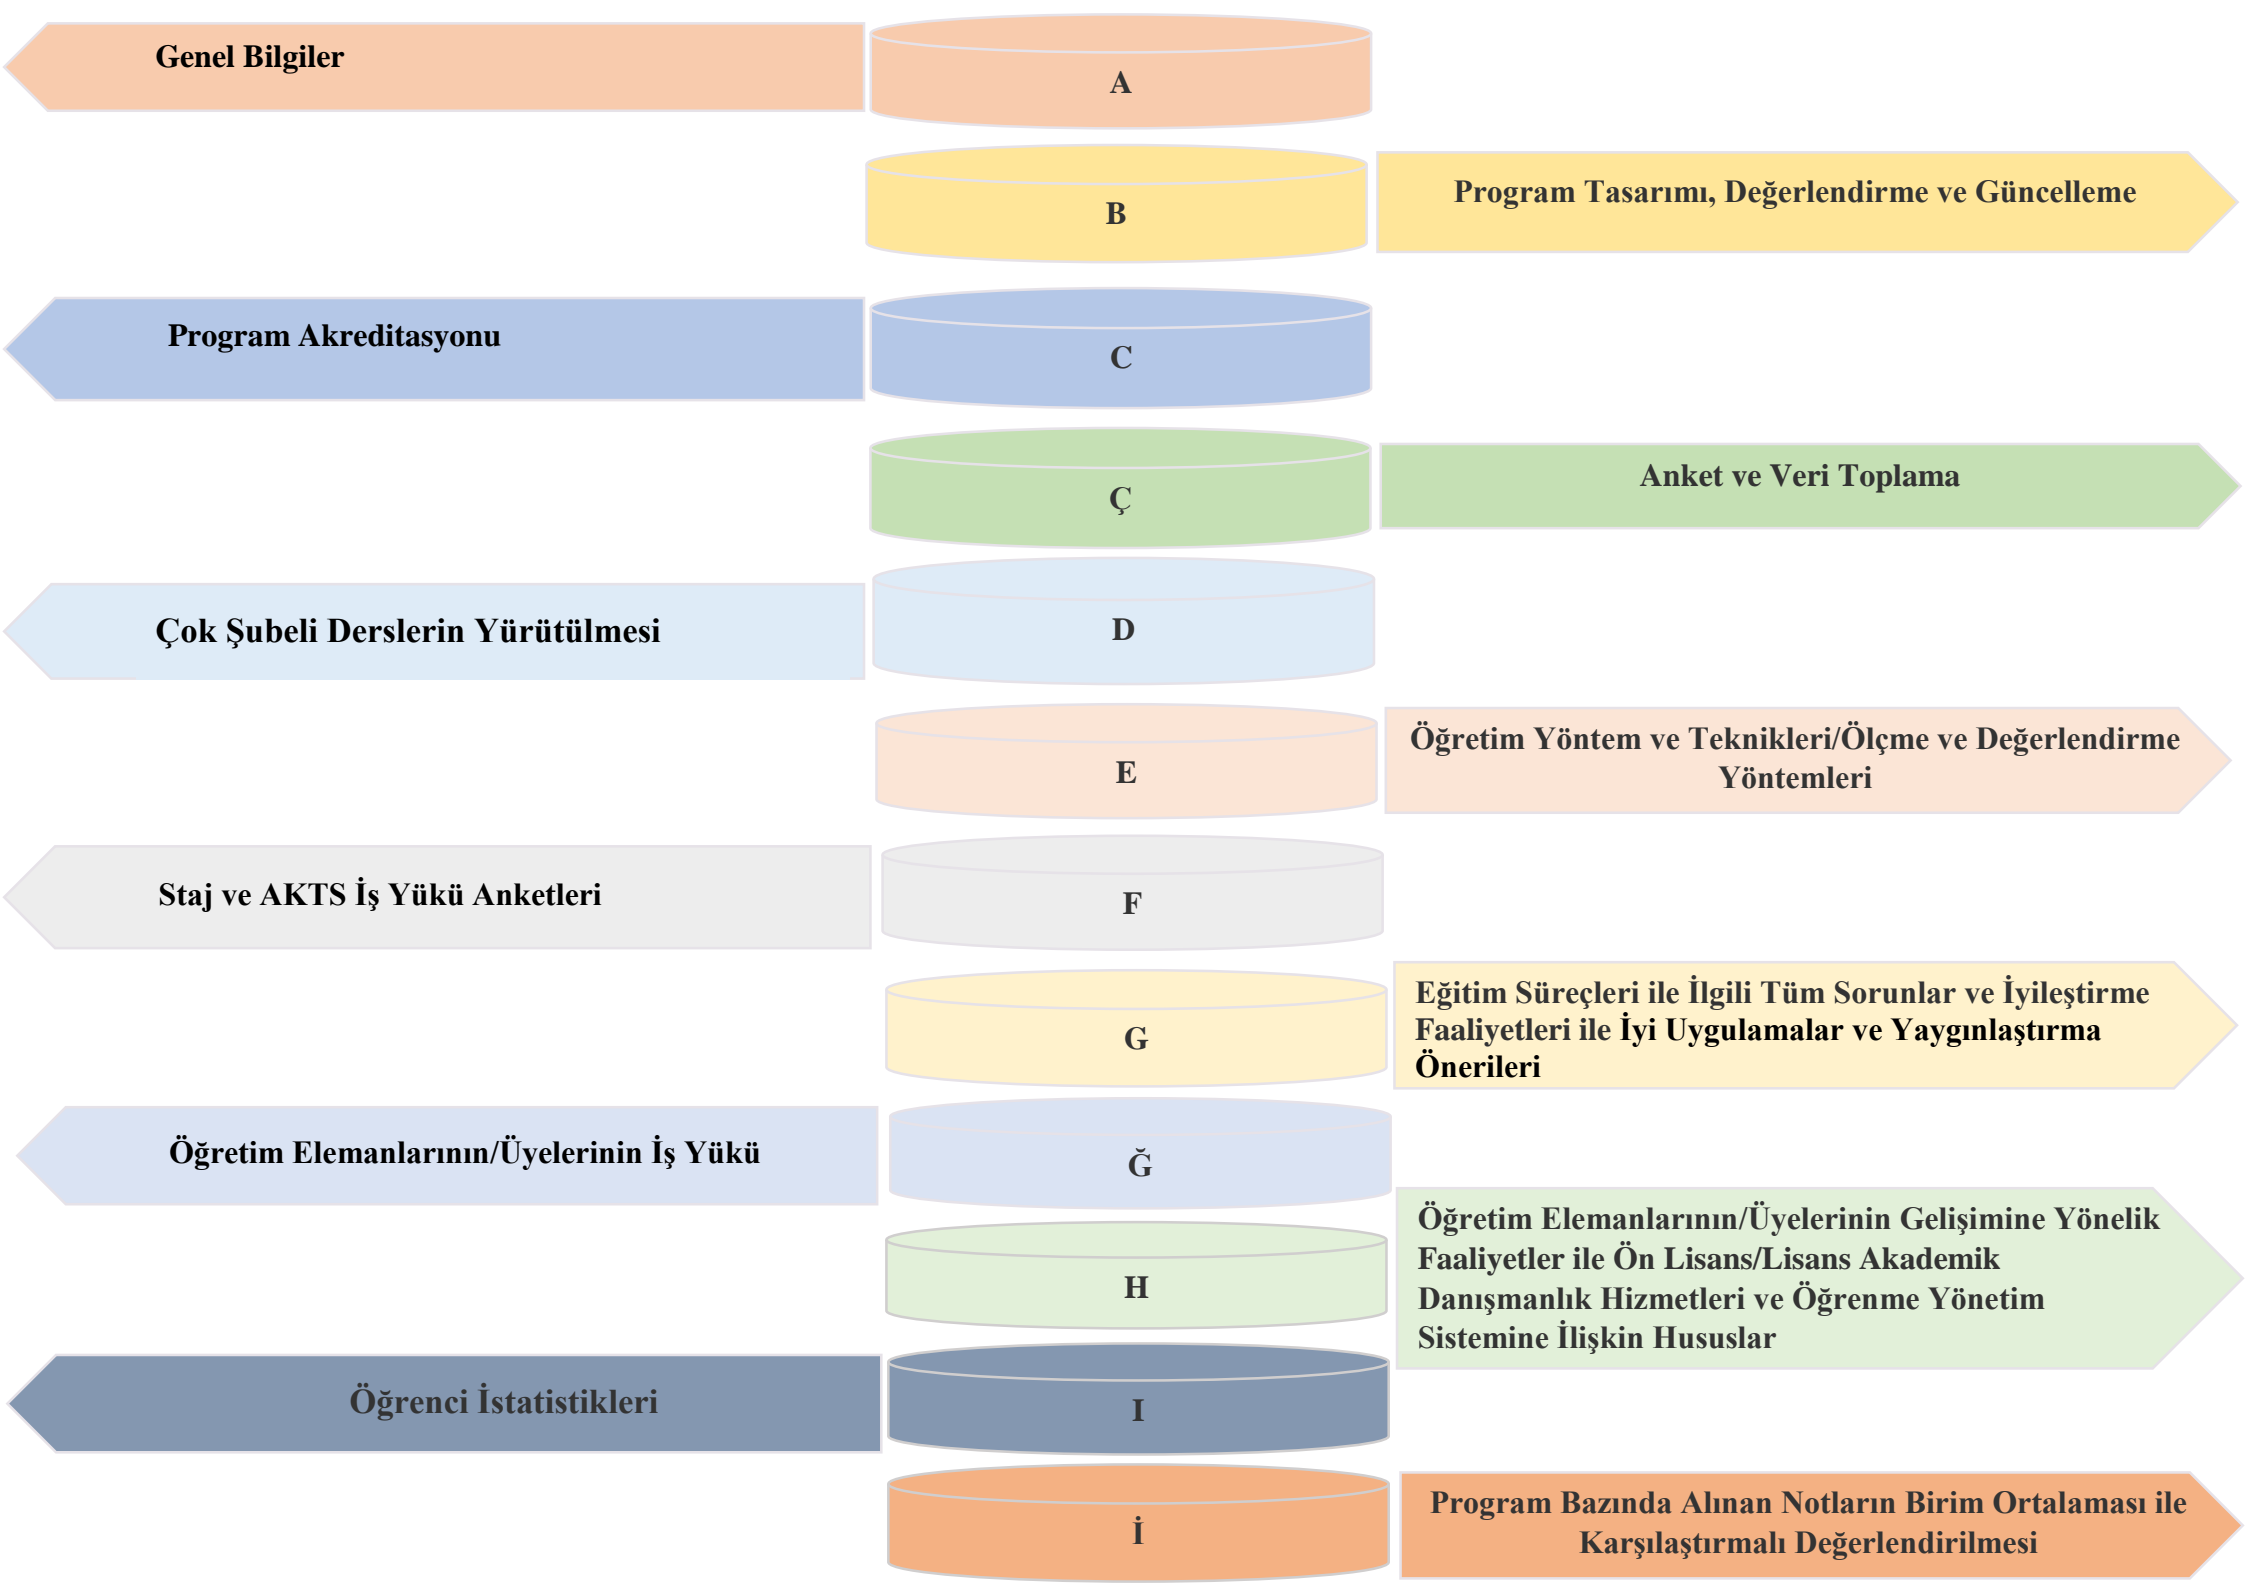 Genel Bilgiler
A
B
Program Tasarımı, Değerlendirme ve Güncelleme
Program Akreditasyonu
C
Ç
Anket ve Veri Toplama
Çok Şubeli Derslerin Yürütülmesi
D
E
Öğretim Yöntem ve Teknikleri/Ölçme ve Değerlendirme
Yöntemleri
Staj ve AKTS İş Yükü Anketleri
F
G
Eğitim Süreçleri ile İlgili Tüm Sorunlar ve İyileştirme
Faaliyetleri ile İyi Uygulamalar ve Yaygınlaştırma
Önerileri
Öğretim Elemanlarının/Üyelerinin İş Yükü
Ğ
H
Öğretim Elemanlarının/Üyelerinin Gelişimine Yönelik
Faaliyetler ile Ön Lisans/Lisans Akademik
Danışmanlık Hizmetleri ve Öğrenme Yönetim
Sistemine İlişkin Hususlar
Öğrenci İstatistikleri
I
İ
Program Bazında Alınan Notların Birim Ortalaması ile
Karşılaştırmalı Değerlendirilmesi